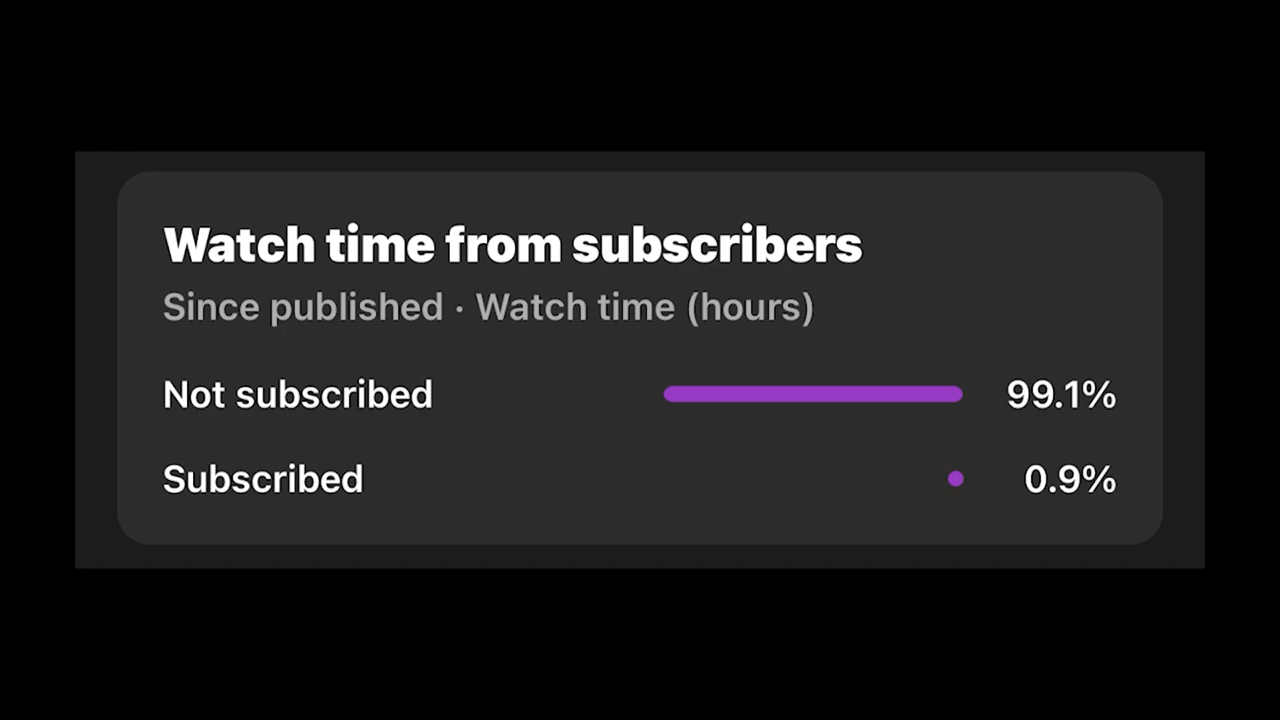 Watch time from subscribers
Since published · Watch time (hours)
Not subscribed 99.1%
Subscribed 0.9%